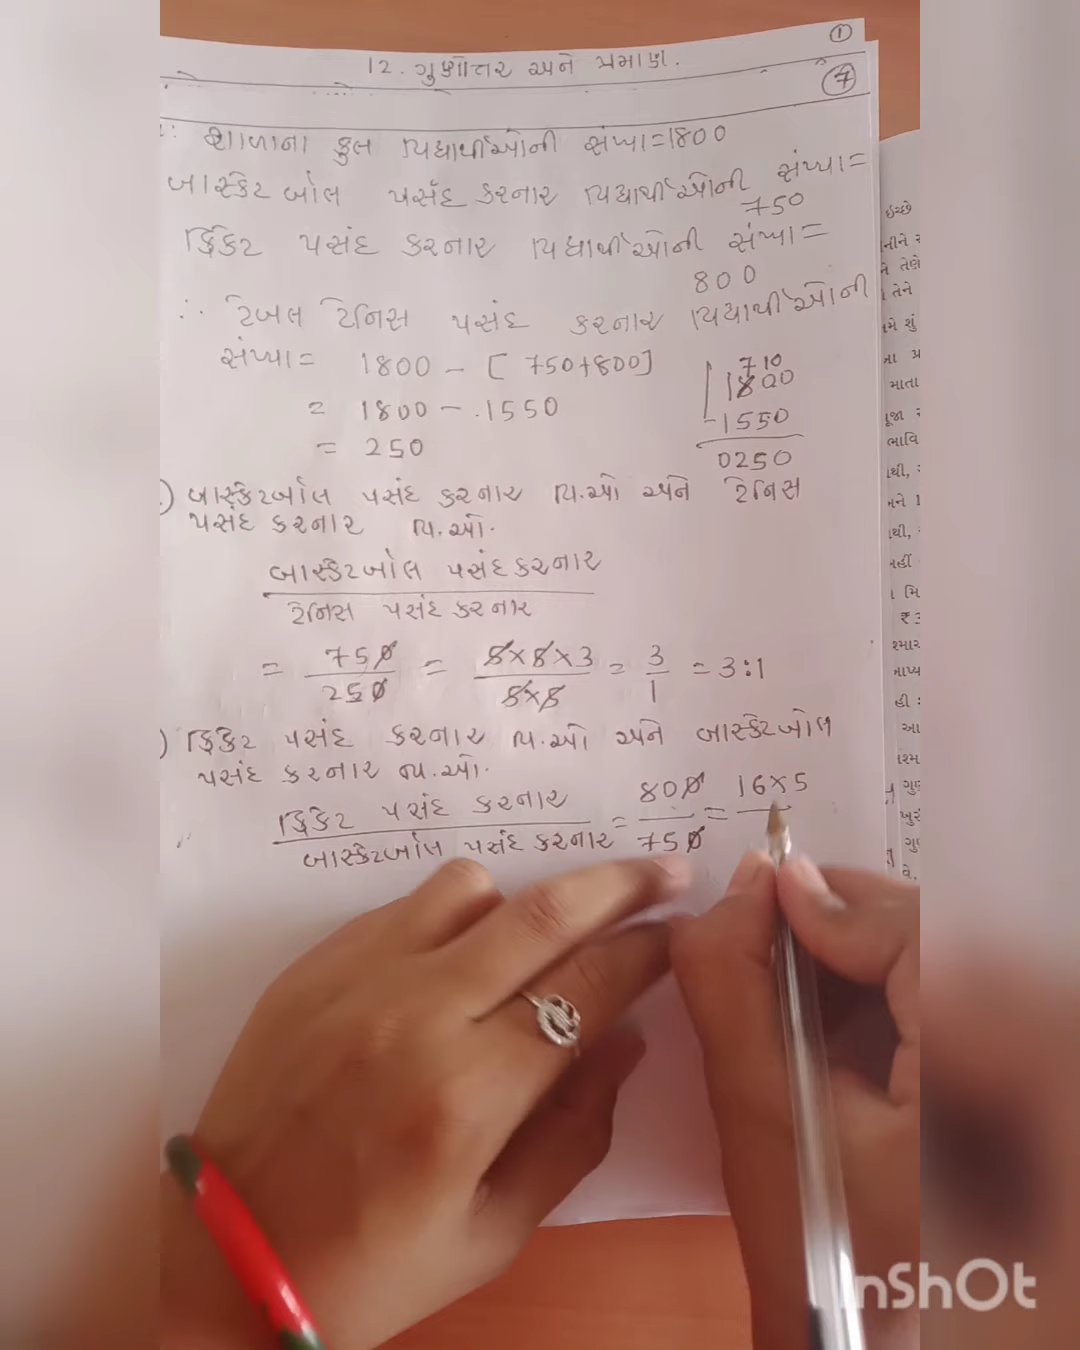 ①
12. ગુણોત્તર અને પ્રમાણ.
⑦
શાળાના કુલ વિદ્યાર્થીઓની સંખ્યા=1800
બાસ્કેટ બોલ પસંદ કરનાર વિદ્યાર્થીઓની સંખ્યા=
750
ક્રિકેટ પસંદ કરનાર વિદ્યાર્થીઓની સંખ્યા=
800
∴ ટેબલ ટેનિસ પસંદ કરનાર વિદ્યાર્થીઓની
સંખ્યા = 1800 - [ 750+800]
= 1800 - 1550
= 250
710
1800
-1550
0250
) બાસ્કેટબોલ પસંદ કરનાર વિ.ઓ અને ટેનિસ
પસંદ કરનાર વિ.ઓ.
બાસ્કેટબોલ પસંદ કરનાર
ટેનિસ પસંદ કરનાર
= 750/250 = 5×5×3/5×5 = 3/1 = 3:1
) ક્રિકેટ પસંદ કરનાર વિ.ઓ અને બાસ્કેટબોલ
પસંદ કરનાર વિ.ઓ.
ક્રિકેટ પસંદ કરનાર = 800 = 16×5
બાસ્કેટબોલ પસંદ કરનાર 750
InShOt